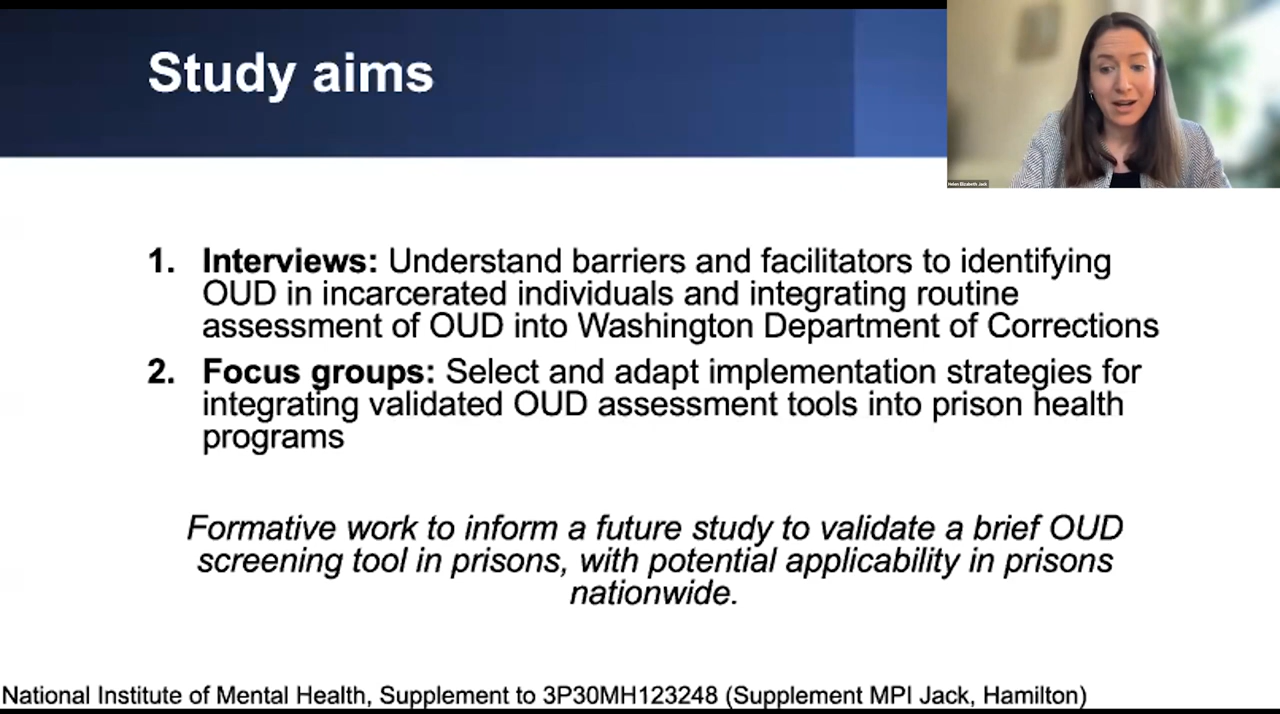 Study aims
Helen Elizabeth Jack
1. Interviews: Understand barriers and facilitators to identifying
OUD in incarcerated individuals and integrating routine
assessment of OUD into Washington Department of Corrections
2. Focus groups: Select and adapt implementation strategies for
integrating validated OUD assessment tools into prison health
programs
Formative work to inform a future study to validate a brief OUD
screening tool in prisons, with potential applicability in prisons
nationwide.
National Institute of Mental Health, Supplement to 3P30MH123248 (Supplement MPI Jack, Hamilton)